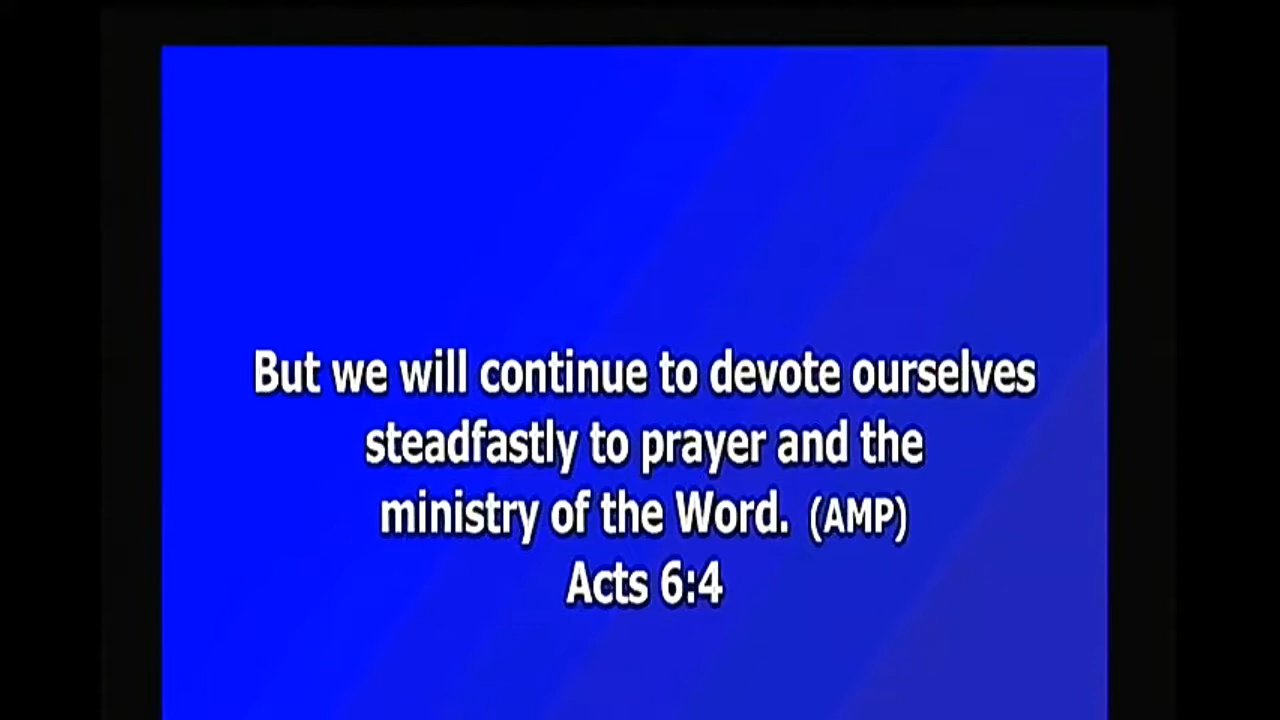 But we will continue to devote ourselves
steadfastly to prayer and the
ministry of the Word. (AMP)
Acts 6:4